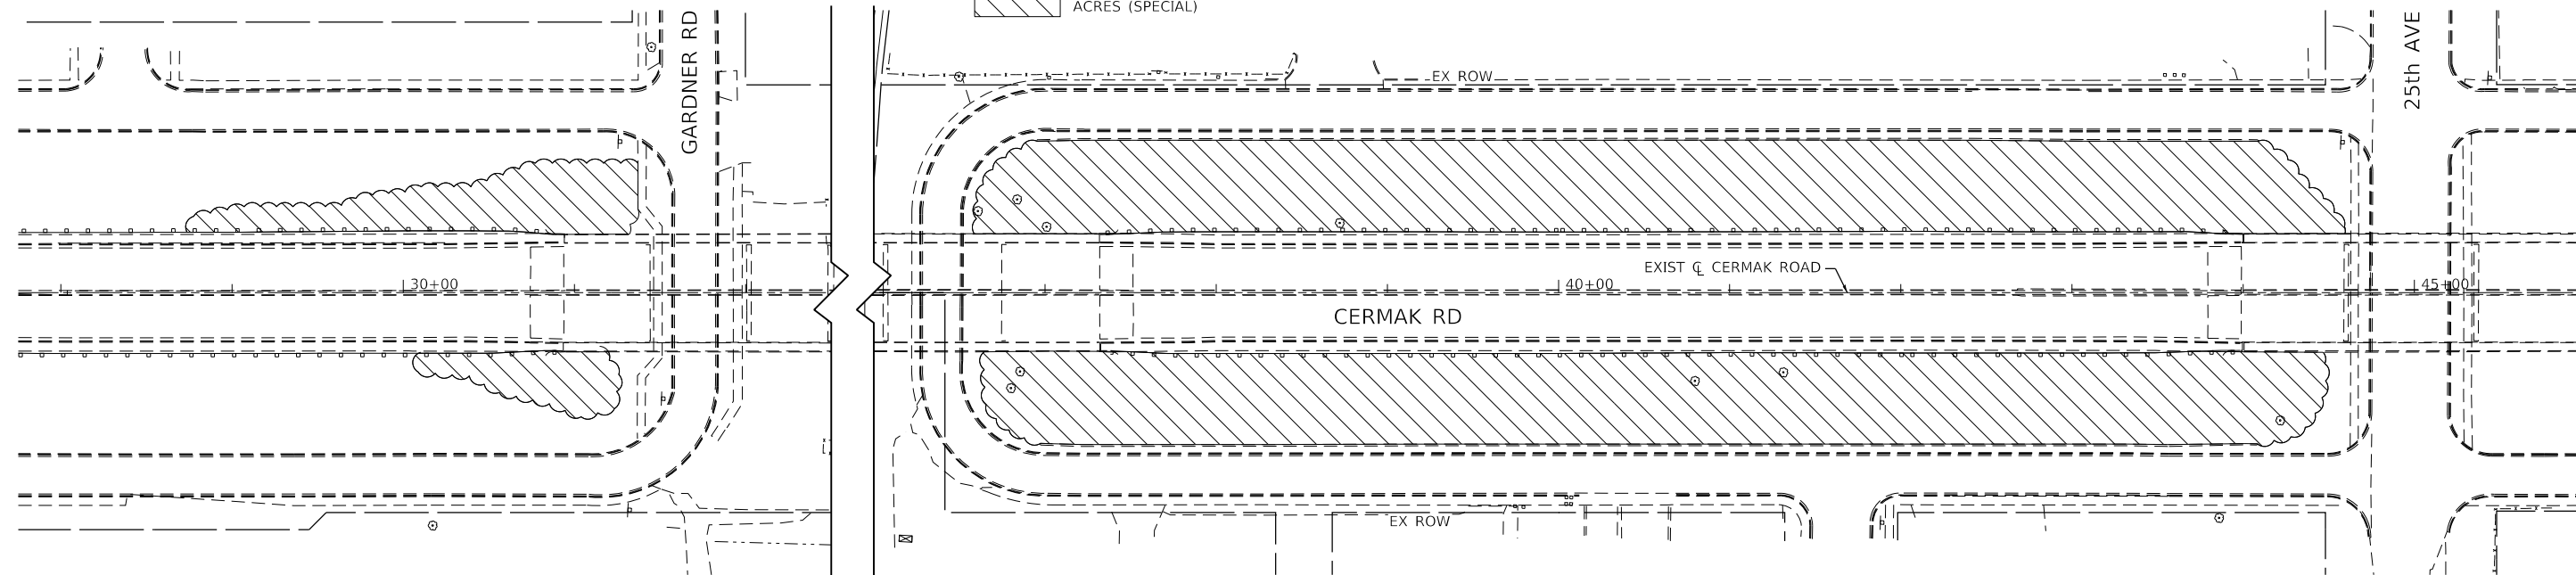 ACRES (SPECIAL)
GARDNER RD
25th AVE
EX ROW
EXIST ℄ CERMAK ROAD
30+00
40+00
45+00
CERMAK RD
EX ROW